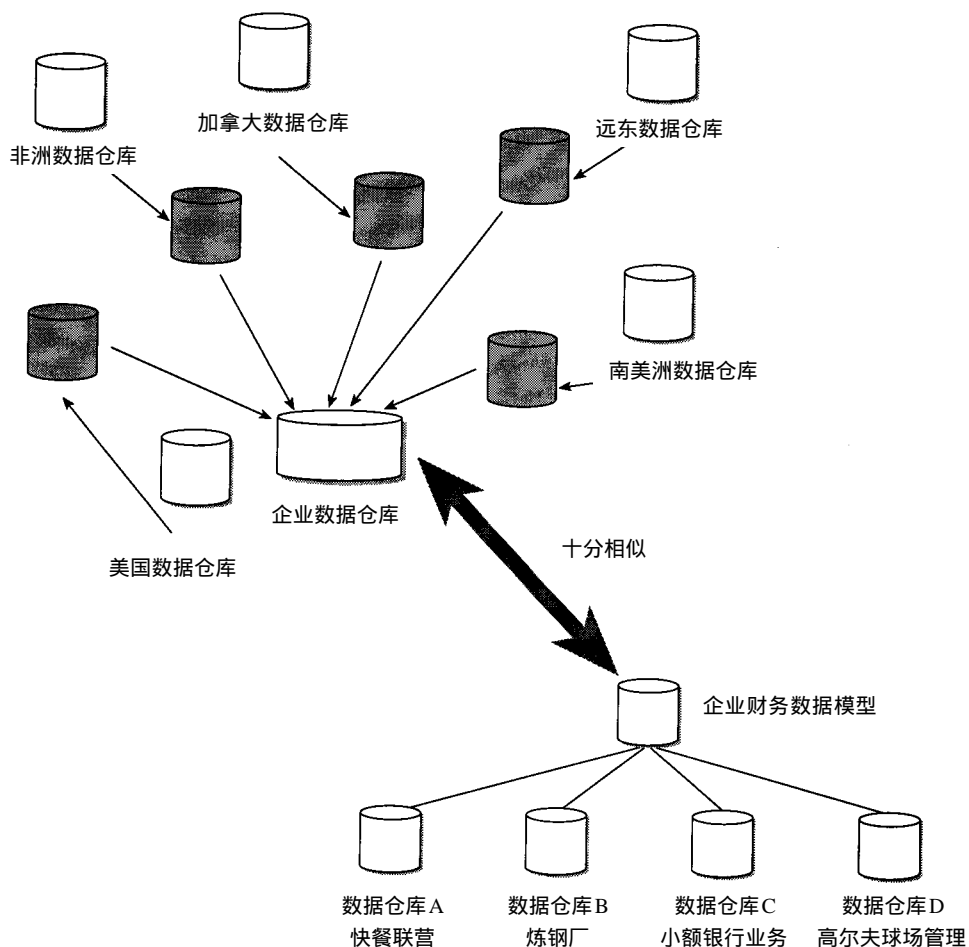 加拿大数据仓库
远东数据仓库
非洲数据仓库
南美洲数据仓库
企业数据仓库
十分相似
美国数据仓库
企业财务数据模型
数据仓库A
快餐联营
数据仓库B
炼钢厂
数据仓库C
小额银行业务
数据仓库D
高尔夫球场管理